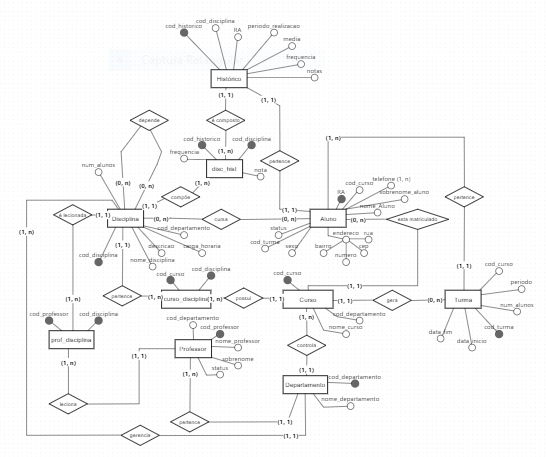 cod_disciplina
cod_historico
RA
periodo_realizacao
media
frequencia
notas
Histórico
(1, 1)
(1, 1)
depende
é composto
(1, n)
cod_historico
cod_disciplina
(1, n)
frequencia
disc_hist
nota
pertence
num_alunos
(0, n)
(0, n)
(1, n)
compõe
(1, 1)
RA
cod_curso
telefone (1, n)
sobrenome_aluno
nome_Aluno
pertence
(1, n)
é lecionada
(1, 1)
Disciplina
(0, n)
cursa
(0, n)
(1, 1)
Aluno
(0, n)
esta matriculado
cod_departamento
status
cod_turma
sexo
endereco
rua
bairro
cep
numero
(1, 1)
descricao
carga_horaria
nome_disciplina
cod_disciplina
cod_curso
cod_disciplina
cod_curso
(1, 1)
(1, 1)
cod_curso
periodo
(1, n)
pertence
(1, n)
curso_disciplina
(1, n)
possui
(1, 1)
Curso
(1, 1)
gera
(0, n)
Turma
num_alunos
cod_professor
cod_disciplina
cod_departamento
(1, n)
cod_departamento
nome_curso
cod_turma
data_fim
data_inicio
prof_disciplina
cod_professor
nome_professor
Professor
sobrenome
status
controla
(1, 1)
(1, n)
(1, n)
(1, 1)
Departamento
cod_departamento
nome_departamento
leciona
pertence
(1, 1)
gerencia
(1, 1)